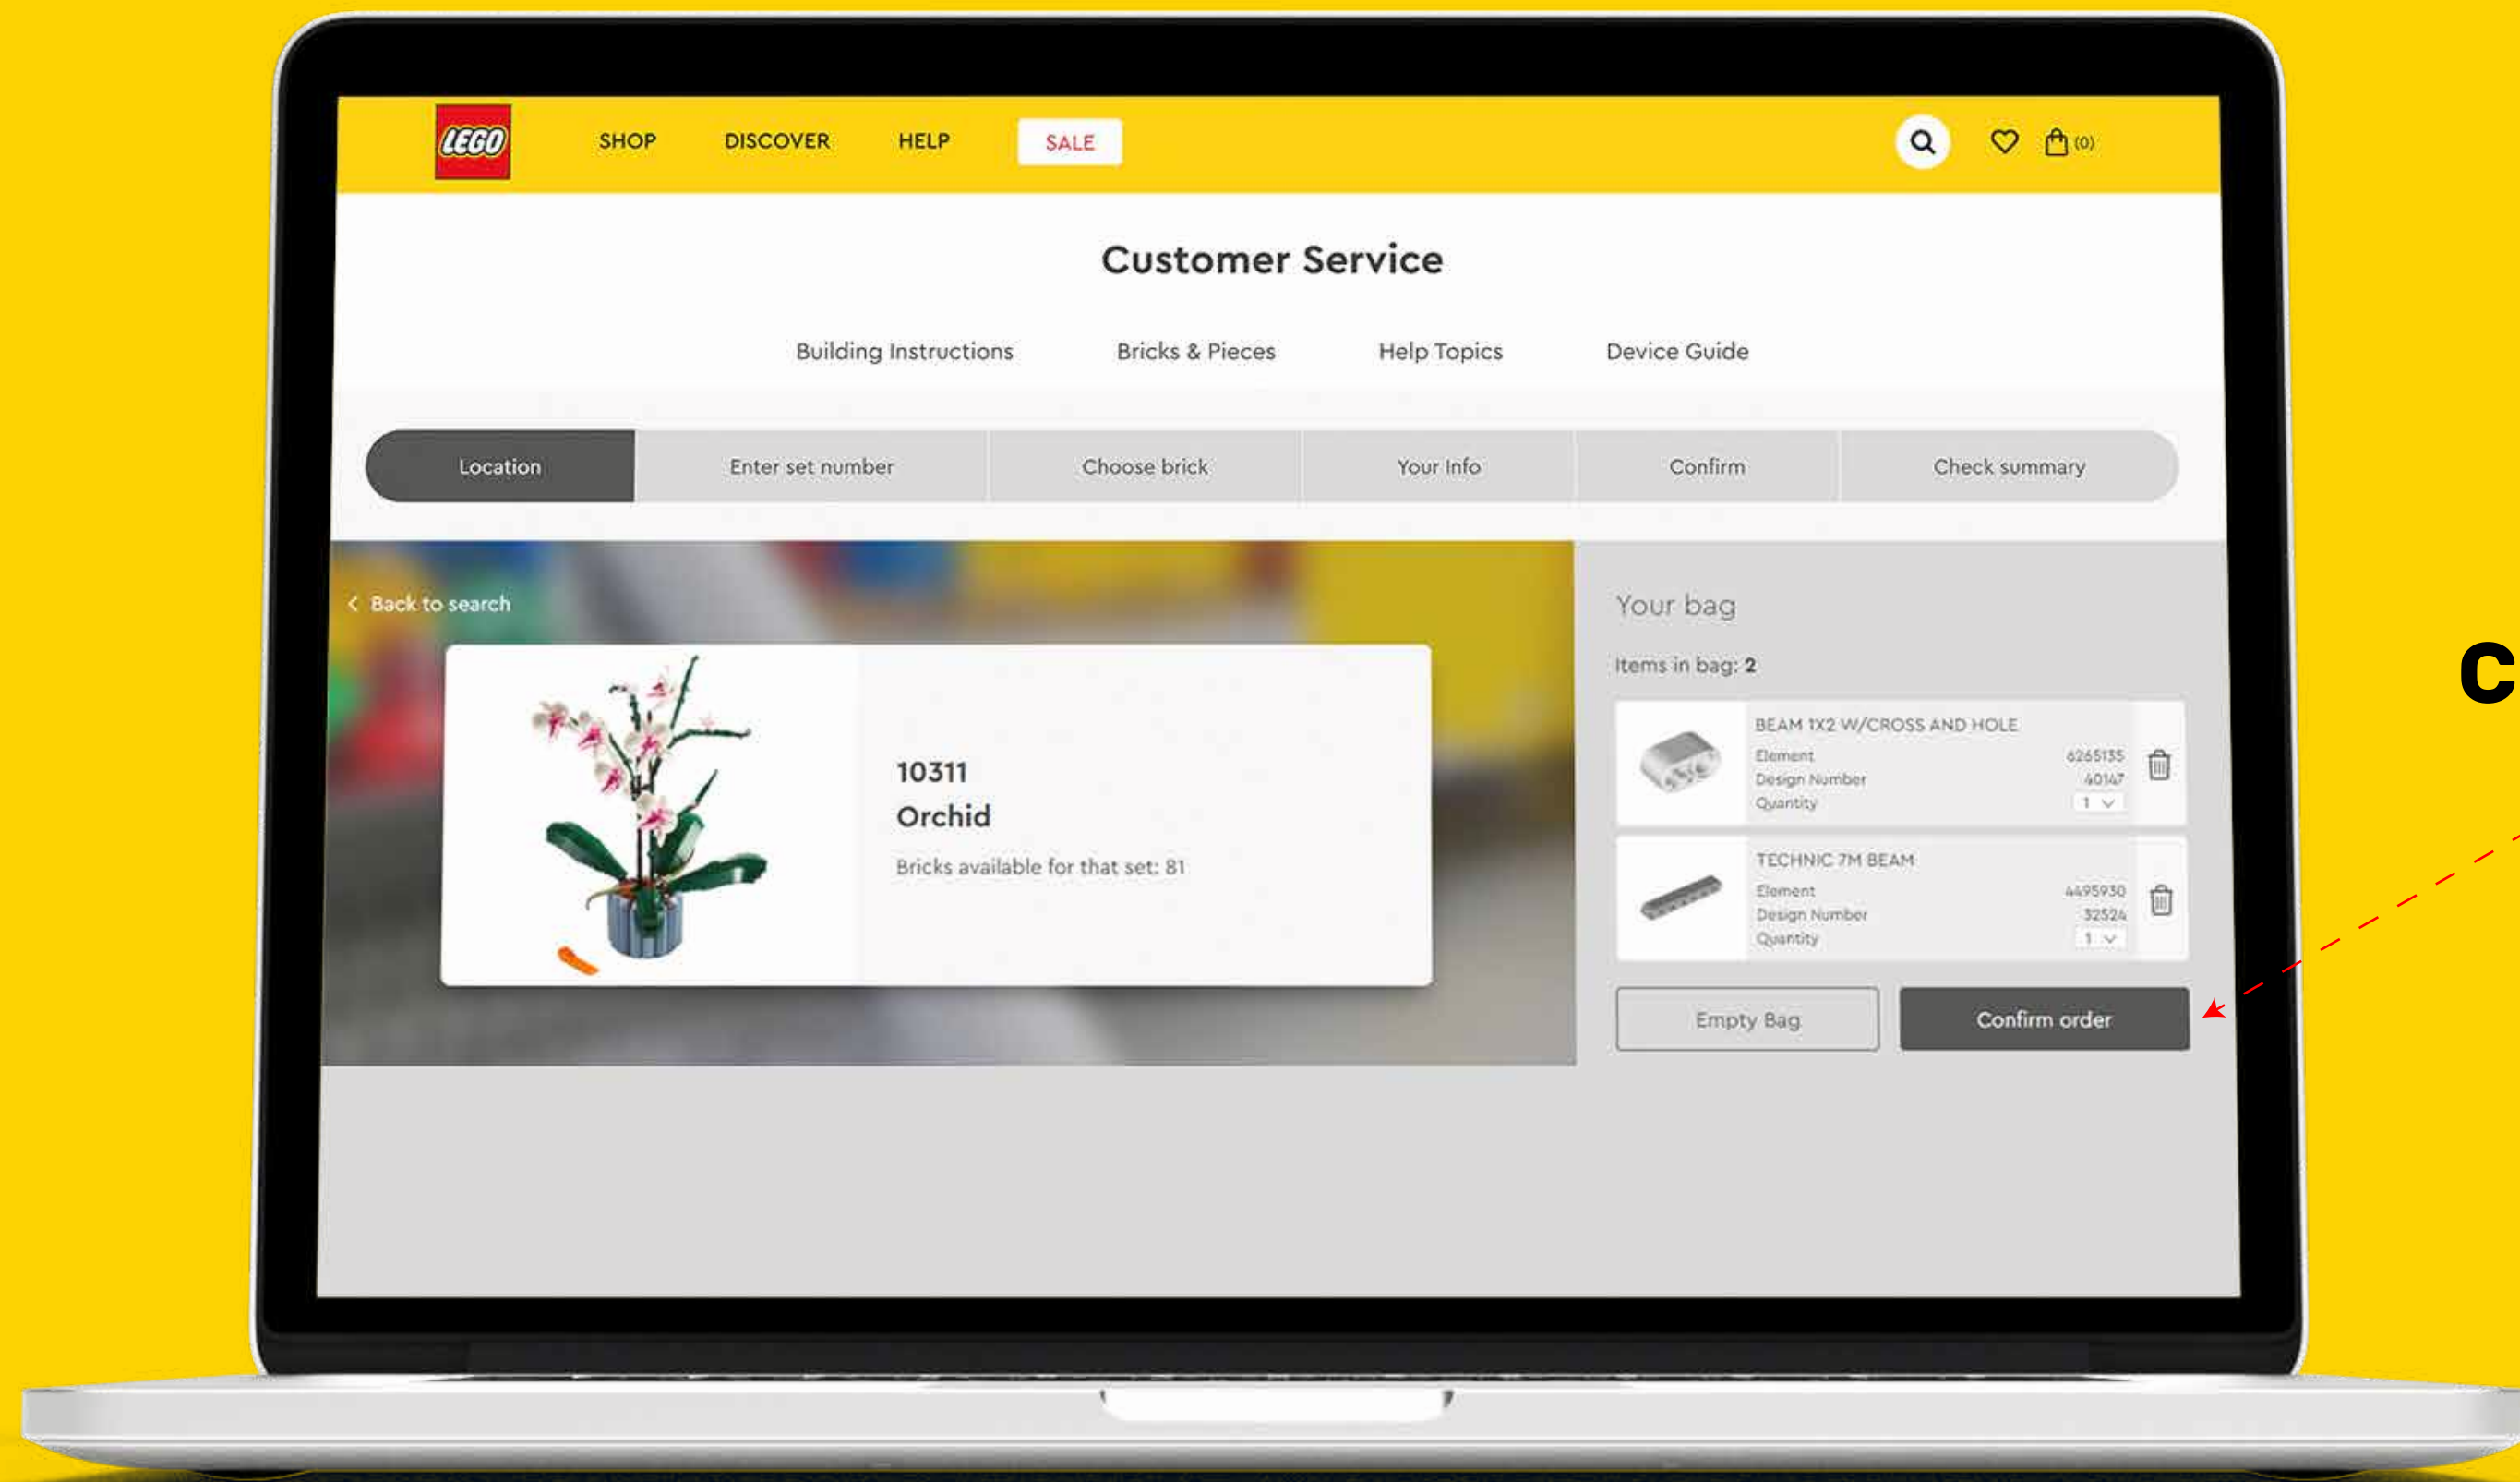 LEGO SHOP DISCOVER HELP SALE (0)
Customer Service
Building Instructions Bricks & Pieces Help Topics Device Guide
Location Enter set number Choose brick Your Info Confirm Check summary
< Back to search
10311
Orchid
Bricks available for that set: 81
Your bag
Items in bag: 2
BEAM 1X2 W/CROSS AND HOLE
Element 6265135
Design Number 40147
Quantity 1
TECHNIC 7M BEAM
Element 4495930
Design Number 32524
Quantity 1
Empty Bag Confirm order
C